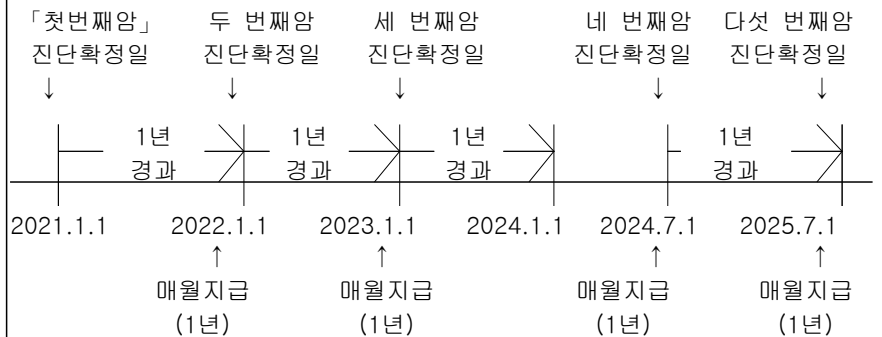 「첫번째암」 두 번째암 세 번째암 네 번째암 다섯 번째암
진단확정일 진단확정일 진단확정일 진단확정일 진단확정일
↓ ↓ ↓ ↓ ↓
1년 1년 1년 1년
경과 경과 경과 경과
2021.1.1 2022.1.1 2023.1.1 2024.1.1 2024.7.1 2025.7.1
↑ ↑ ↑ ↑
매월지급 매월지급 매월지급 매월지급
(1년) (1년) (1년) (1년)